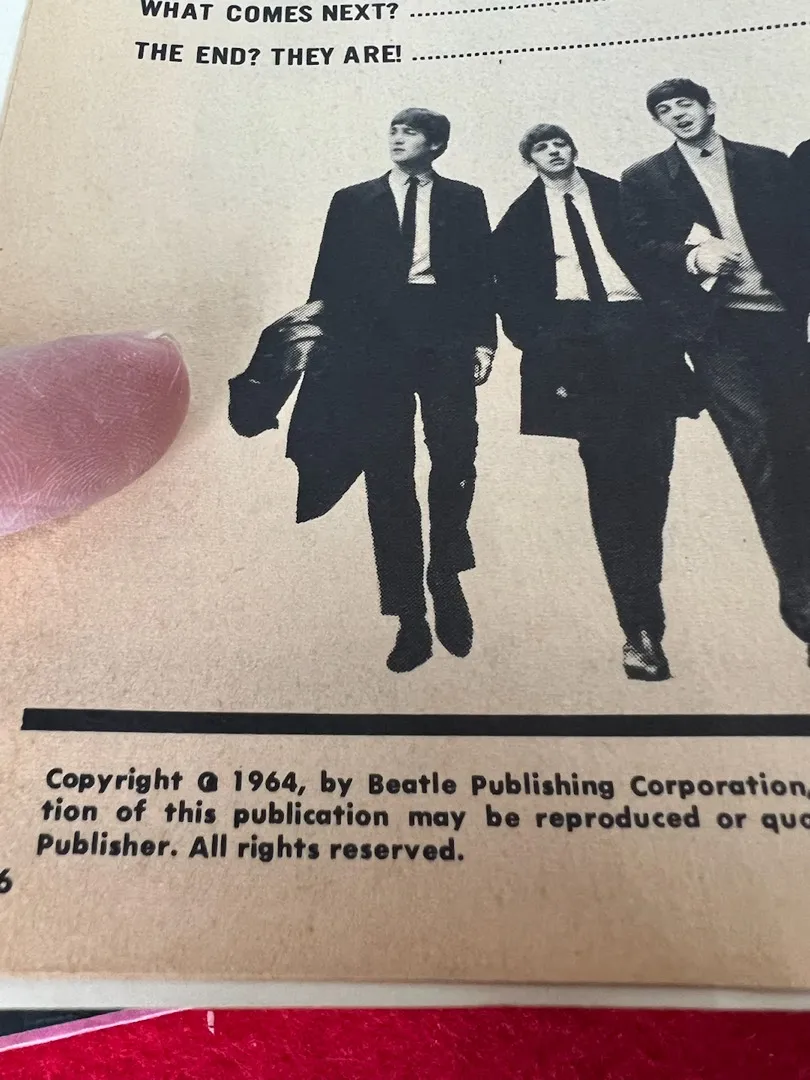 WHAT COMES NEXT? ............................
THE END? THEY ARE! ............................
Copyright @ 1964, by Beatle Publishing Corporation,
tion of this publication may be reproduced or quo
Publisher. All rights reserved.
6